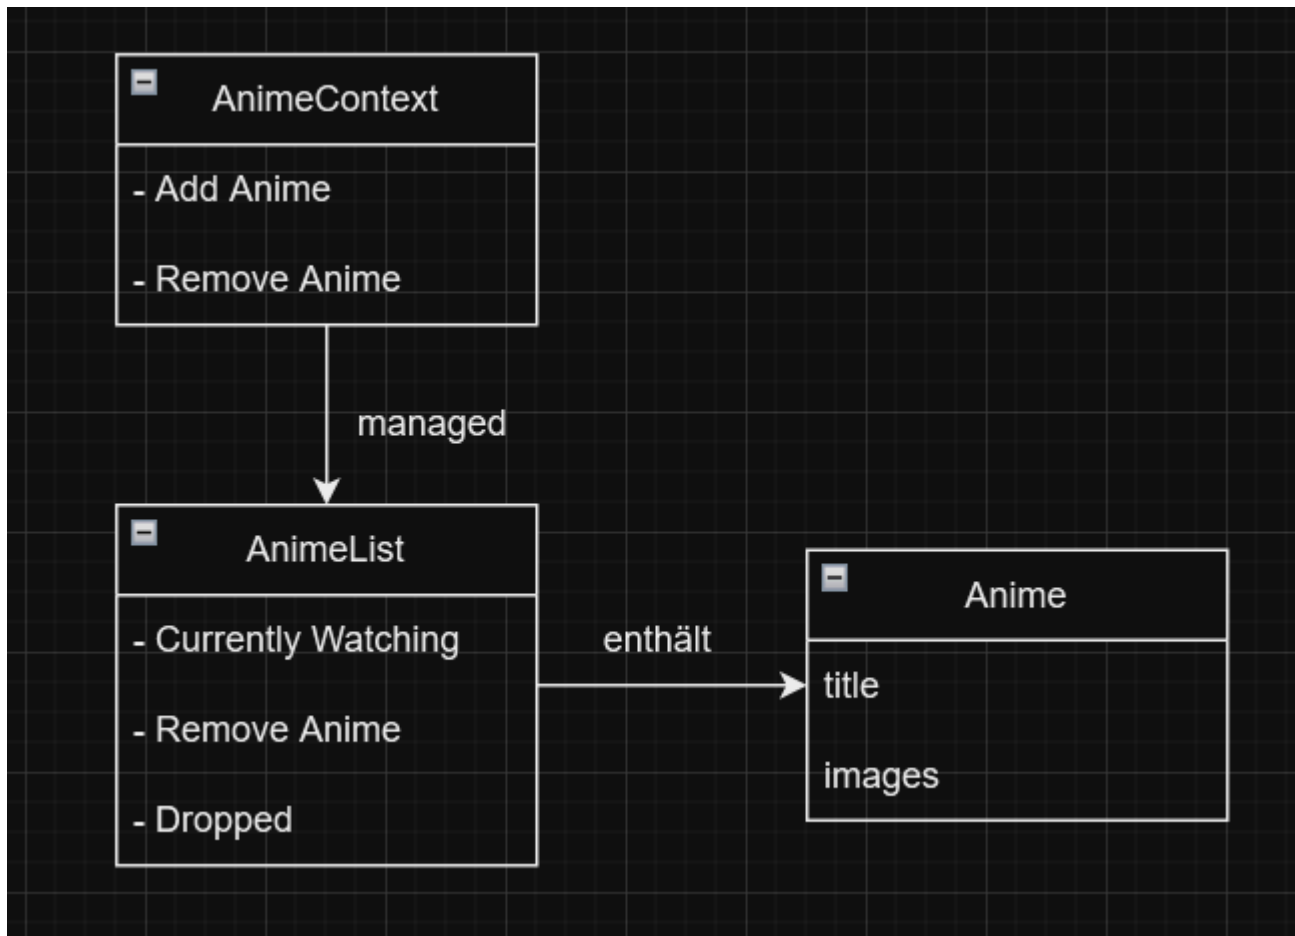 AnimeContext
- Add Anime
- Remove Anime
managed
AnimeList
- Currently Watching
- Remove Anime
- Dropped
enthält
Anime
title
images